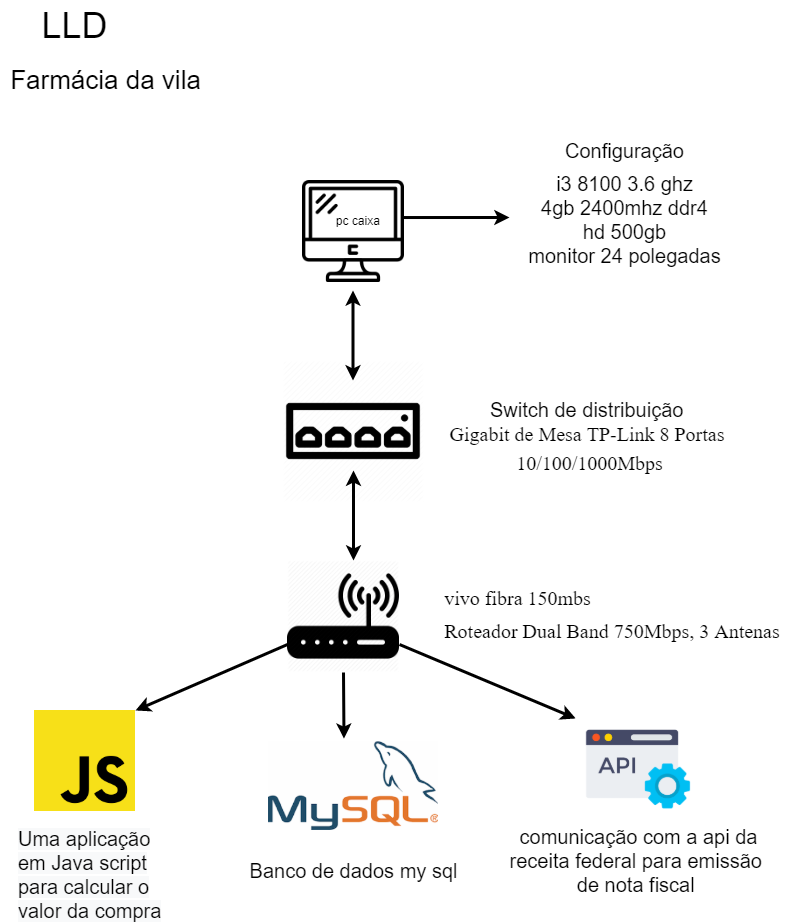 LLD
Farmácia da vila
Configuração
i3 8100 3.6 ghz
4gb 2400mhz ddr4
hd 500gb
monitor 24 polegadas
pc caixa
Switch de distribuição
Gigabit de Mesa TP-Link 8 Portas
10/100/1000Mbps
vivo fibra 150mbs
Roteador Dual Band 750Mbps, 3 Antenas
JS
Uma aplicação
em Java script
para calcular o
valor da compra
MySQL
Banco de dados my sql
API
comunicação com a api da
receita federal para emissão
de nota fiscal